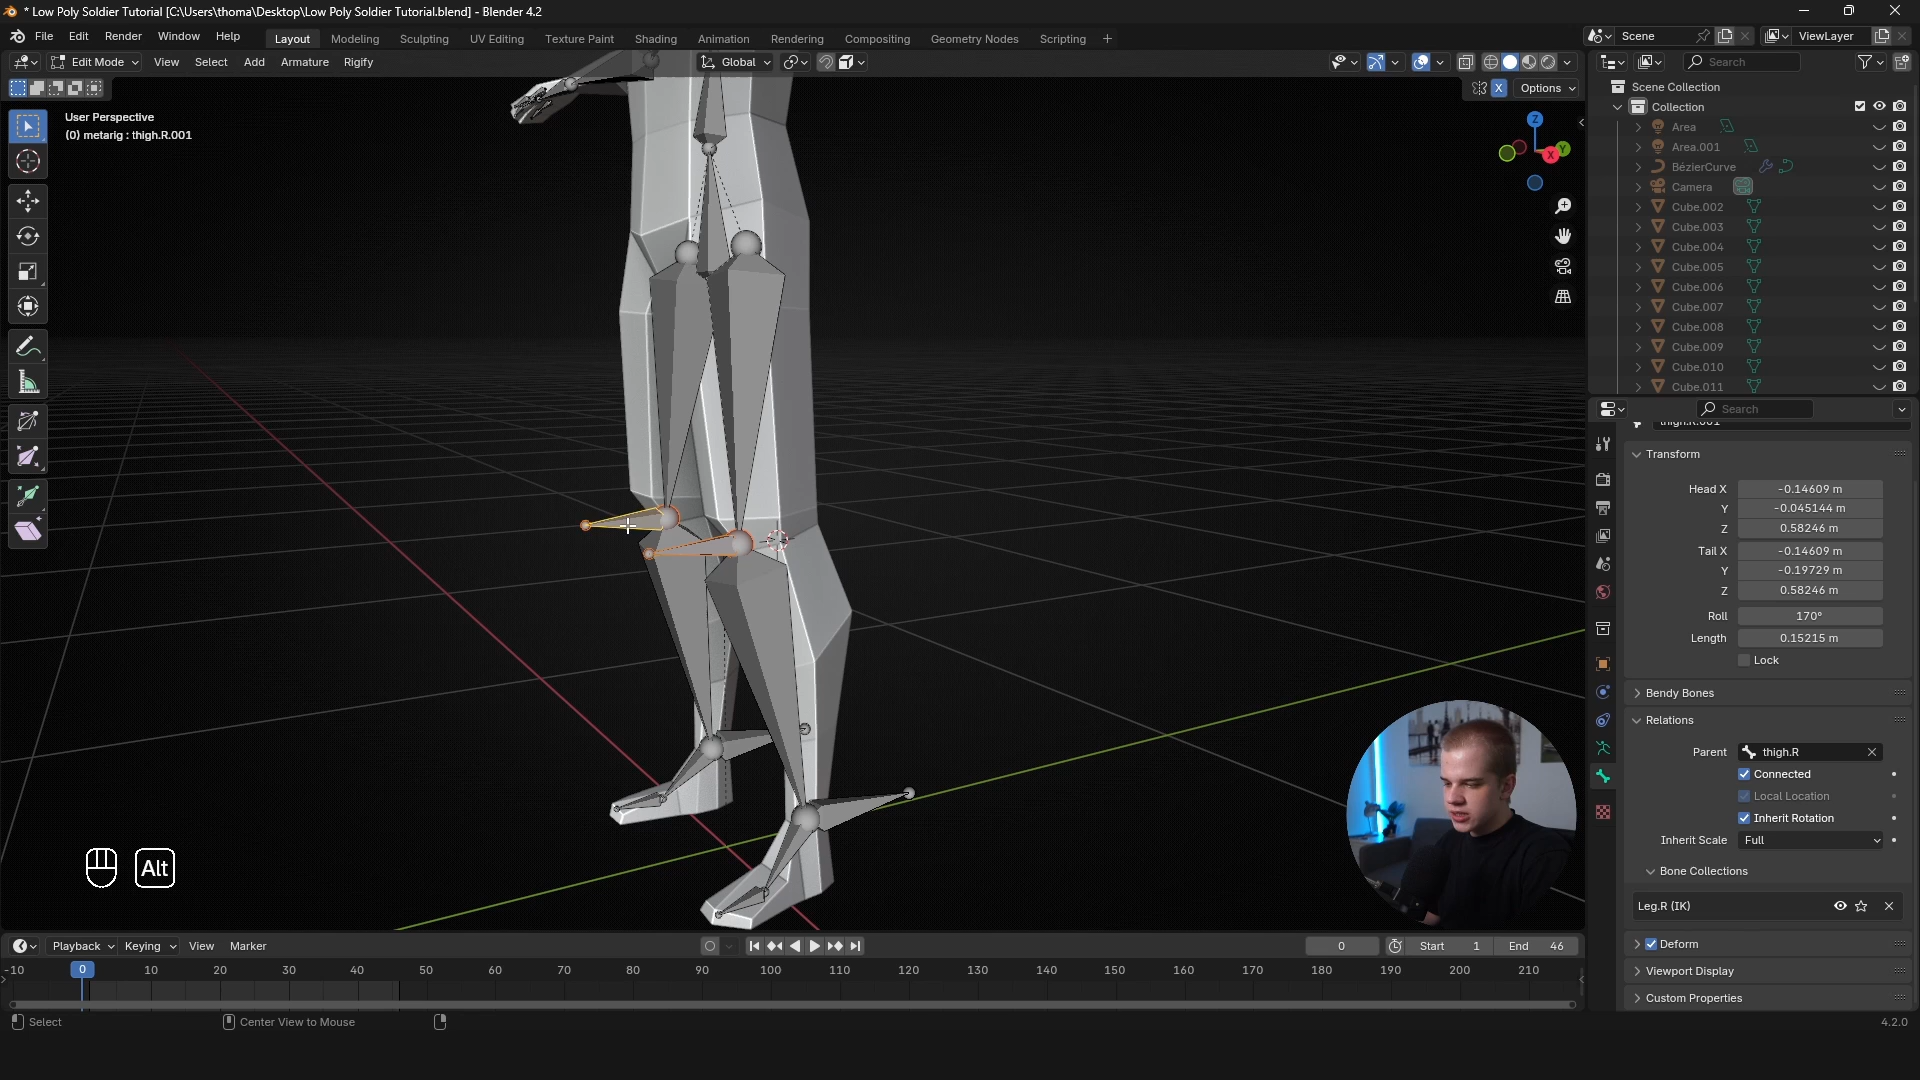 * Low Poly Soldier Tutorial [C:\Users\thoma\Desktop\Low Poly Soldier Tutorial.blend] - Blender 4.2
File Edit Render Window Help Layout Modeling Sculpting UV Editing Texture Paint Shading Animation Rendering Compositing Geometry Nodes Scripting + Scene ViewLayer
Edit Mode View Select Add Armature Rigify Global Search
X Options
User Perspective
(0) metarig : thigh.R.001
Z
Y
X
Scene Collection
Collection
Area
Area.001
BézierCurve
Camera
Cube.002
Cube.003
Cube.004
Cube.005
Cube.006
Cube.007
Cube.008
Cube.009
Cube.010
Cube.011
Search
thigh.R.001
Transform
Head X -0.14609 m
Y -0.045144 m
Z 0.58246 m
Tail X -0.14609 m
Y -0.19729 m
Z 0.58246 m
Roll 170°
Length 0.15215 m
Lock
Bendy Bones
Relations
Parent thigh.R
Connected
Local Location
Inherit Rotation
Inherit Scale Full
Bone Collections
Leg.R (IK)
Deform
Viewport Display
Custom Properties
Alt
Playback Keying View Marker 0 Start 1 End 46
-10 0 10 20 30 40 50 60 70 80 90 100 110 120 130 140 150 160 170 180 190 200 210
Select Center View to Mouse 4.2.0